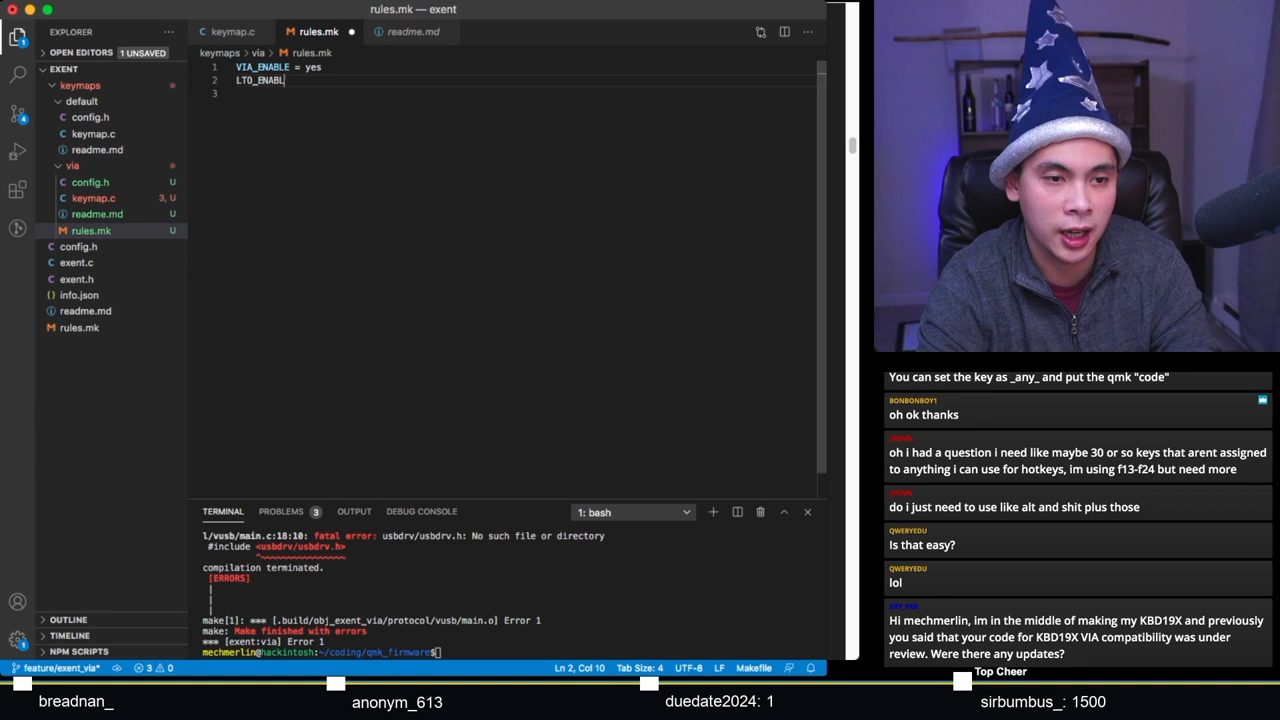 rules.mk — exent
EXPLORER
keymap.c
rules.mk
readme.md
OPEN EDITORS 1 UNSAVED
keymaps > via > rules.mk
EXENT
1 VIA_ENABLE = yes
2 LTO_ENABL
3
keymaps
default
config.h
keymap.c
readme.md
via
config.h U
keymap.c 3, U
readme.md U
rules.mk U
config.h
exent.c
exent.h
info.json
readme.md
rules.mk
OUTLINE
TIMELINE
NPM SCRIPTS
TERMINAL PROBLEMS 3 OUTPUT DEBUG CONSOLE 1: bash
l/vusb/main.c:18:10: fatal error: usbdrv/usbdrv.h: No such file or directory
#include <usbdrv/usbdrv.h>
^~~~~~~~~~~~~~~~~
compilation terminated.
[ERRORS]
|
|
|
make[1]: *** [.build/obj_exent_via/protocol/vusb/main.o] Error 1
make: Make finished with errors
*** [exent:via] Error 1
mechmerlin@hackintosh:~/coding/qmk_firmware$
feature/exent_via* 3 0 Ln 2, Col 10 Tab Size: 4 UTF-8 LF Makefile
You can set the key as _any_ and put the qmk "code"
BONBONBOY1
oh ok thanks
oh i had a question i need like maybe 30 or so keys that arent assigned
to anything i can use for hotkeys, im using f13-f24 but need more
do i just need to use like alt and shit plus those
QWERYEDU
Is that easy?
QWERYEDU
lol
Hi mechmerlin, im in the middle of making my KBD19X and previously
you said that your code for KBD19X VIA compatibility was under
review. Were there any updates?
Top Cheer
breadnan_
anonym_613
duedate2024: 1
sirbumbus_: 1500